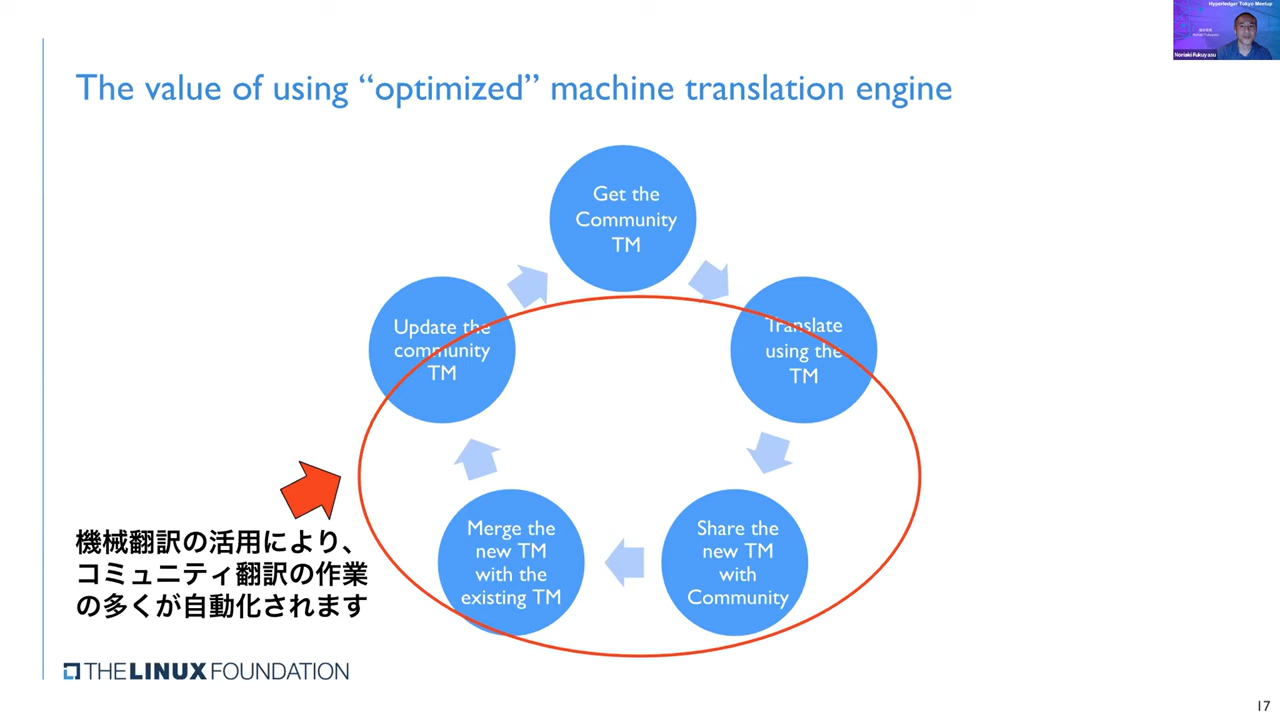 Hyperledger Tokyo Meetup
Noriaki Fukuyasu
The value of using “optimized” machine translation engine
Get the
Community
TM
Translate
using the
TM
Share the
new TM
with
Community
Merge the
new TM
with the
existing TM
Update the
community
TM
機械翻訳の活用により、
コミュニティ翻訳の作業
の多くが自動化されます
THE LINUX FOUNDATION
17